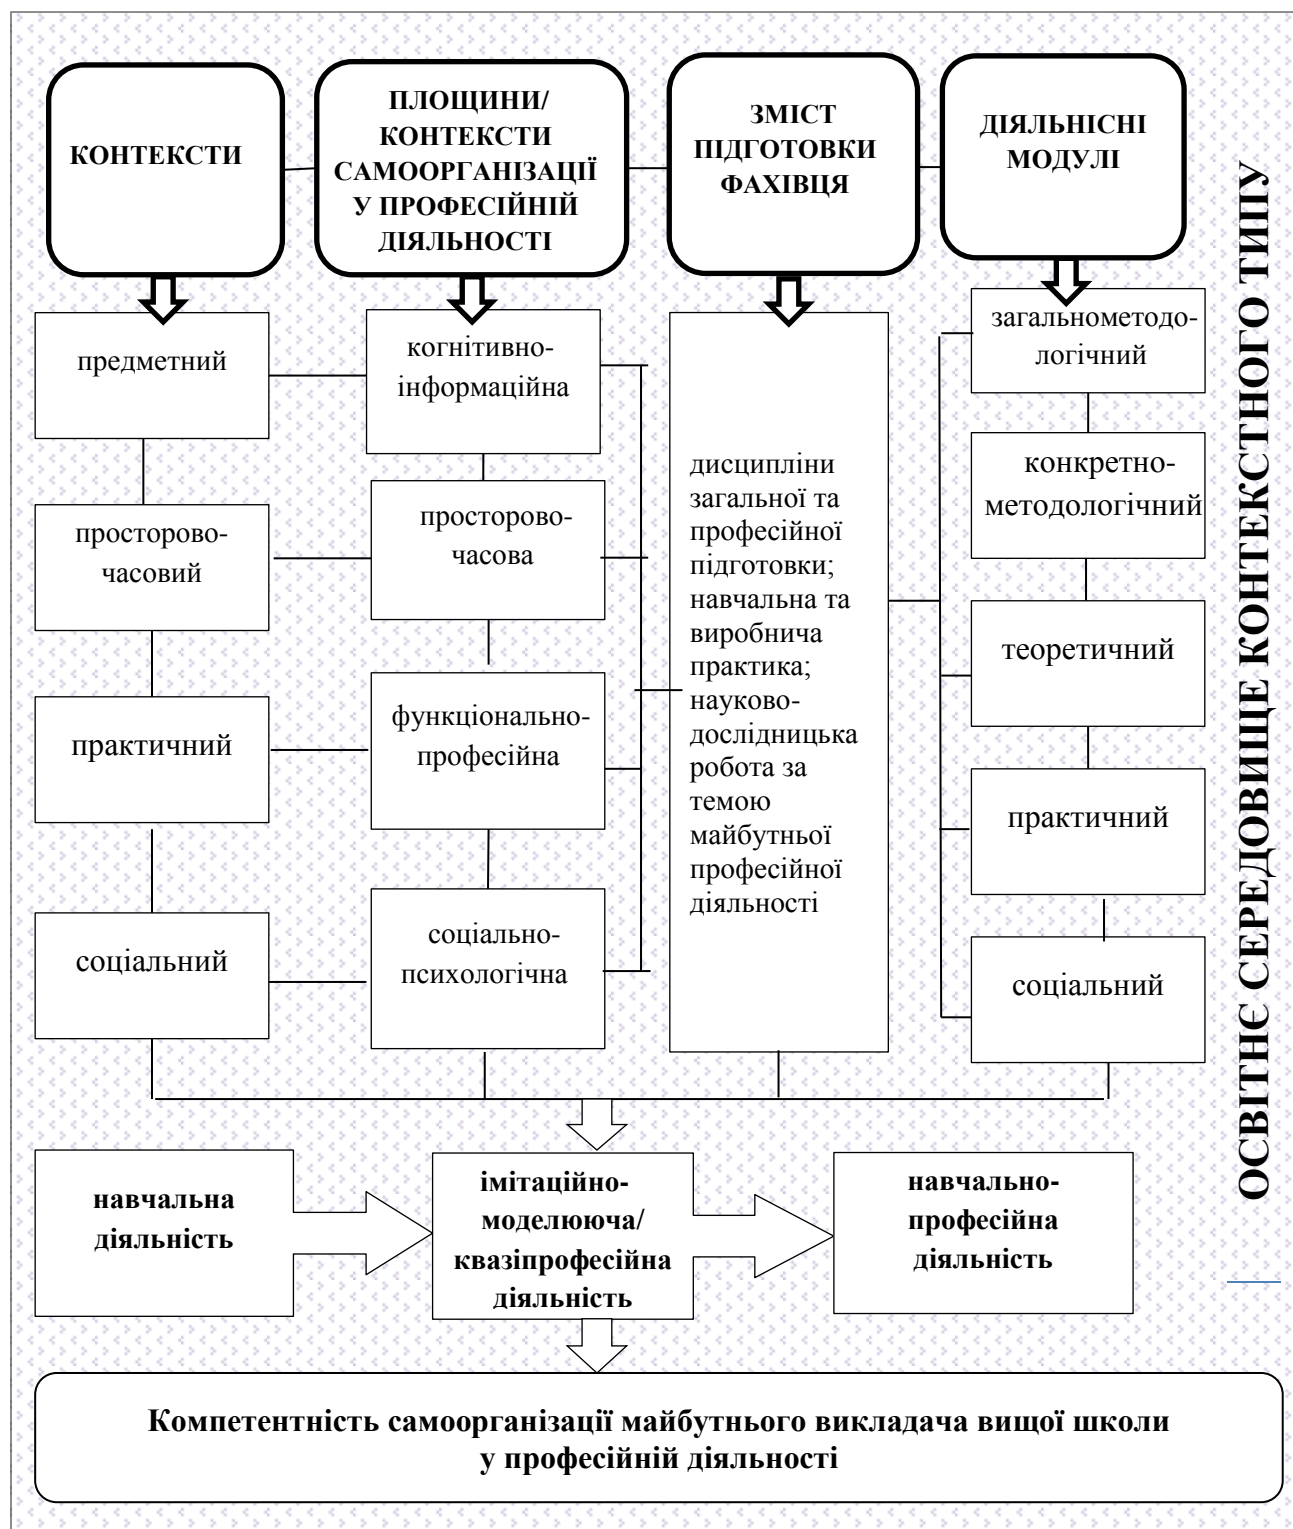 КОНТЕКСТИ
ПЛОЩИНИ/
КОНТЕКСТИ
САМООРГАНІЗАЦІЇ
У ПРОФЕСІЙНІЙ
ДІЯЛЬНОСТІ
ЗМІСТ
ПІДГОТОВКИ
ФАХІВЦЯ
ДІЯЛЬНІСНІ
МОДУЛІ
предметний
просторово-
часовий
практичний
соціальний
когнітивно-
інформаційна
просторово-
часова
функціонально-
професійна
соціально-
психологічна
дисципліни
загальної та
професійної
підготовки;
навчальна та
виробнича
практика;
науково-
дослідницька
робота за
темою
майбутньої
професійної
діяльності
загальнометодо-
логічний
конкретно-
методологічний
теоретичний
практичний
соціальний
ОСВІТНЄ СЕРЕДОВИЩЕ КОНТЕКСТНОГО ТИПУ
навчальна
діяльність
імітаційно-
моделююча/
квазіпрофесійна
діяльність
навчально-
професійна
діяльність
Компетентність самоорганізації майбутнього викладача вищої школи
у професійній діяльності